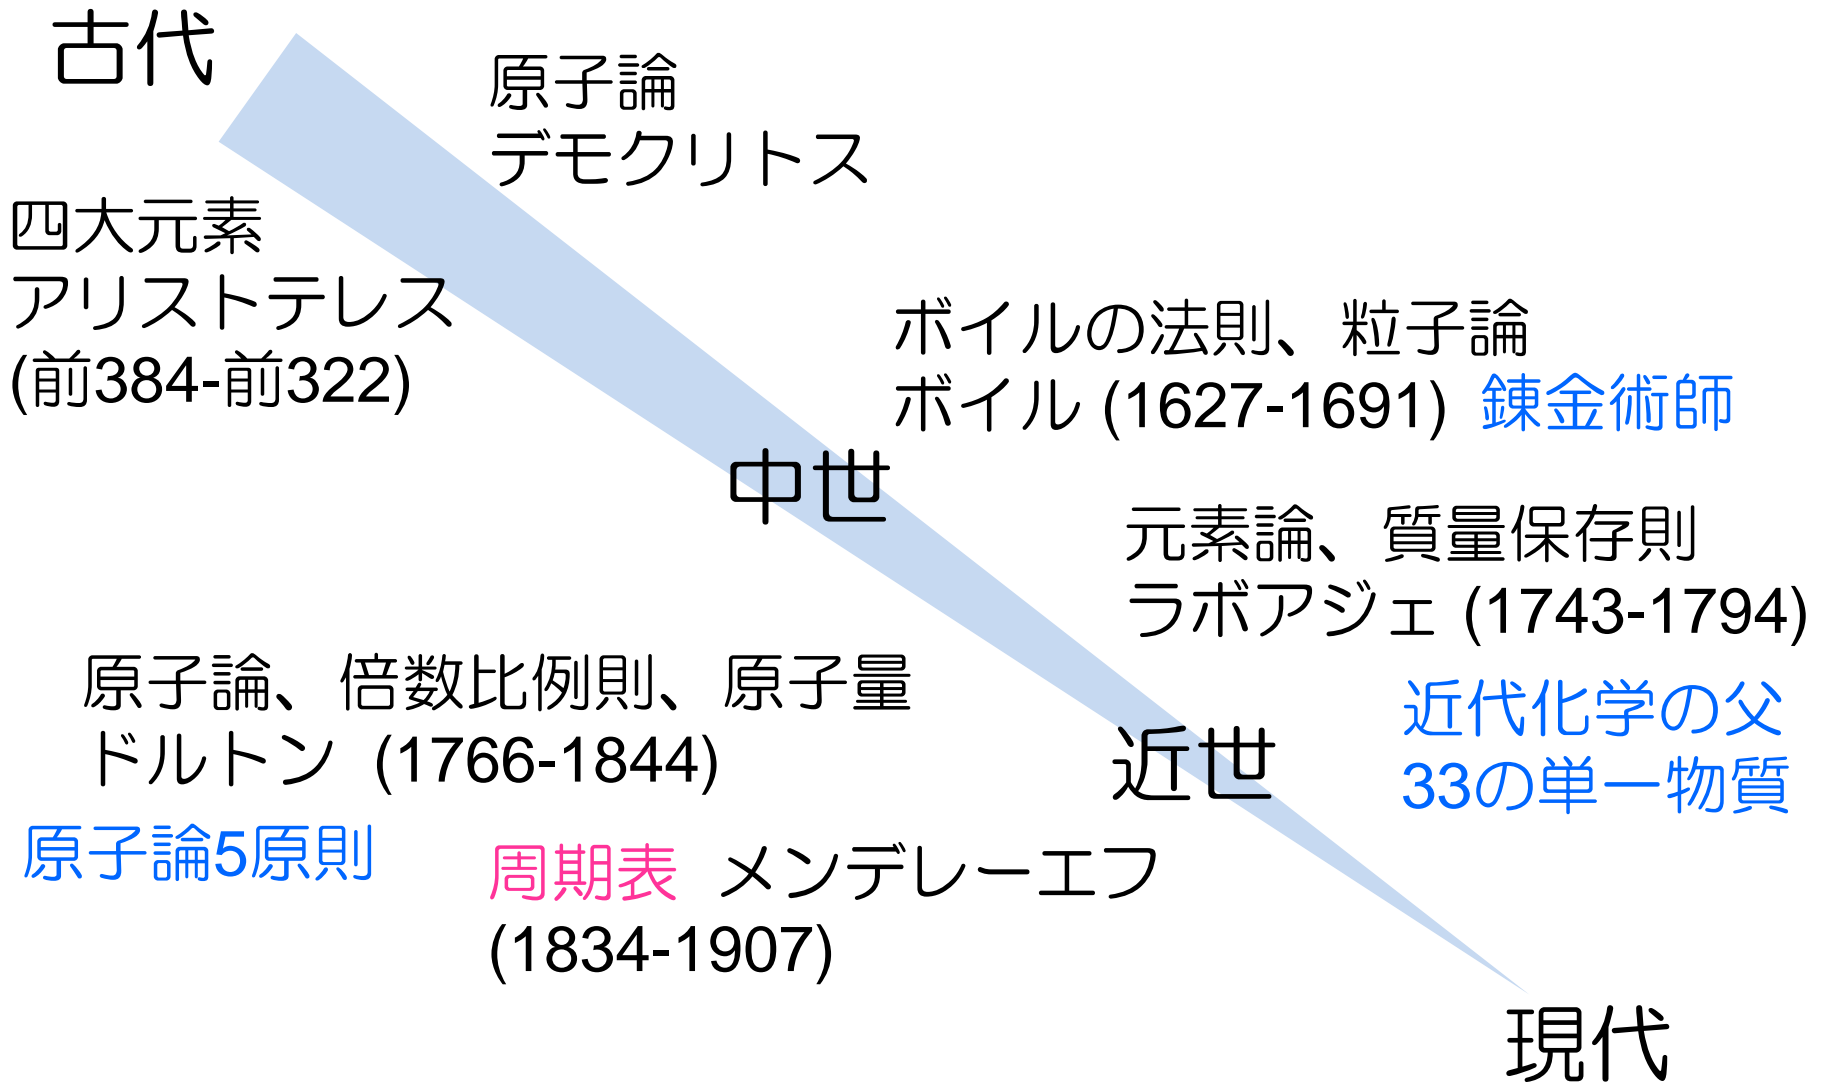 古代
原子論
デモクリトス
四大元素
アリストテレス
(前384-前322)
ボイルの法則、粒子論
ボイル (1627-1691) 錬金術師
中世
元素論、質量保存則
ラボアジェ (1743-1794)
原子論、倍数比例則、原子量
ドルトン (1766-1844)
近代化学の父
33の単一物質
近世
原子論5原則
周期表 メンデレーエフ
(1834-1907)
現代